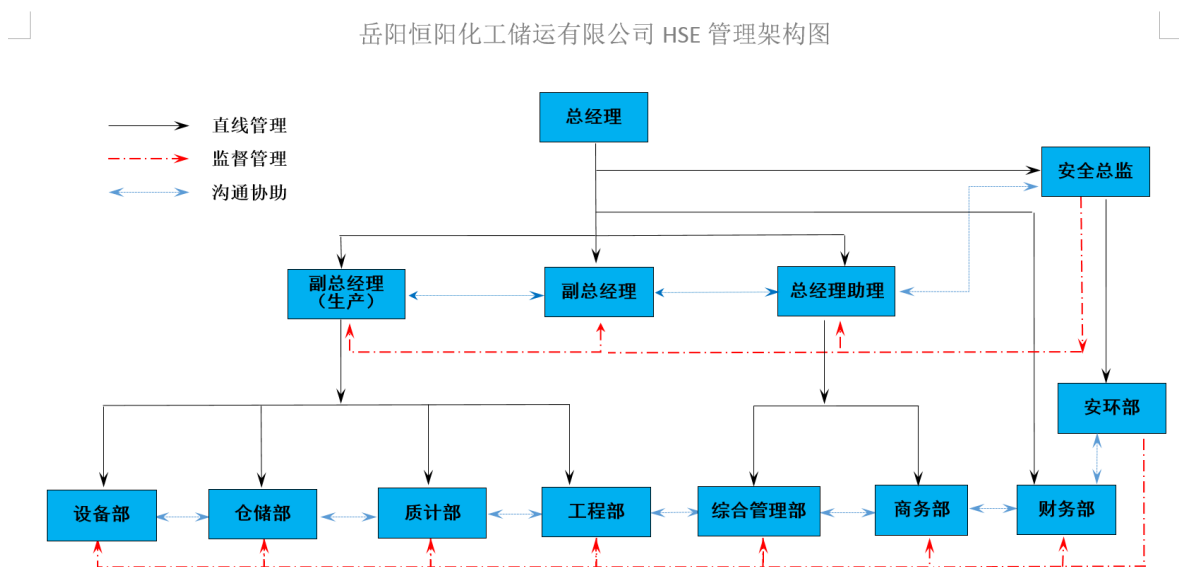 岳阳恒阳化工储运有限公司 HSE 管理架构图
总经理
直线管理
监督管理
沟通协助
安全总监
副总经理
（生产）
副总经理
总经理助理
安环部
设备部
仓储部
质计部
工程部
综合管理部
商务部
财务部